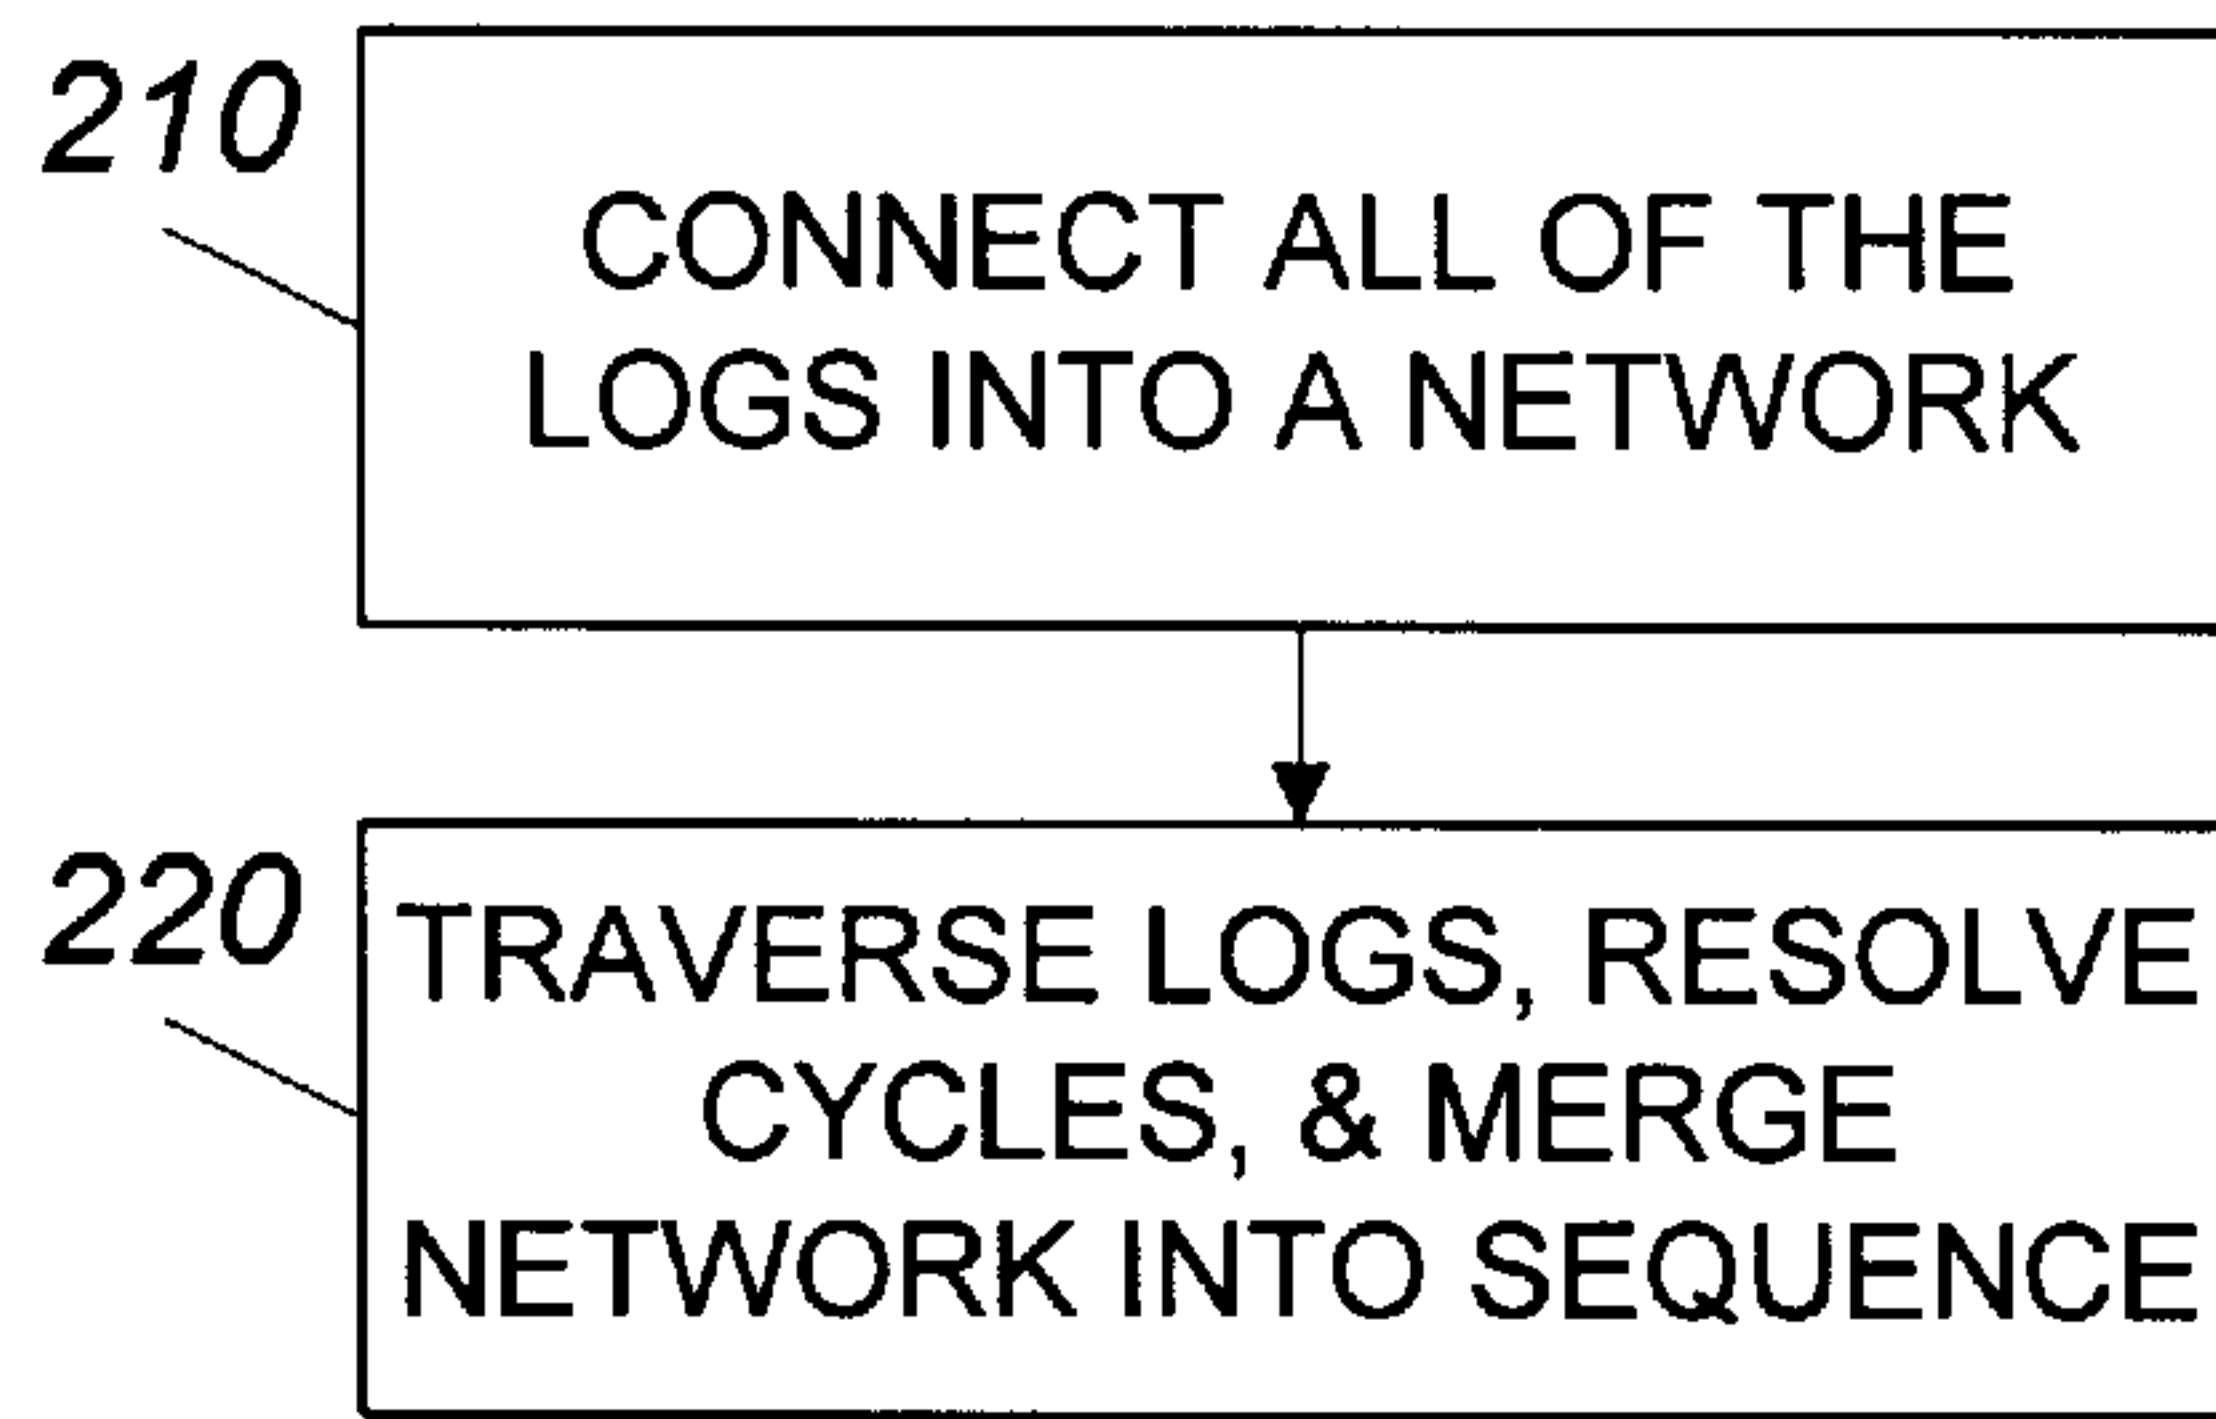 210
CONNECT ALL OF THE
LOGS INTO A NETWORK
220
TRAVERSE LOGS, RESOLVE
CYCLES, & MERGE
NETWORK INTO SEQUENCE